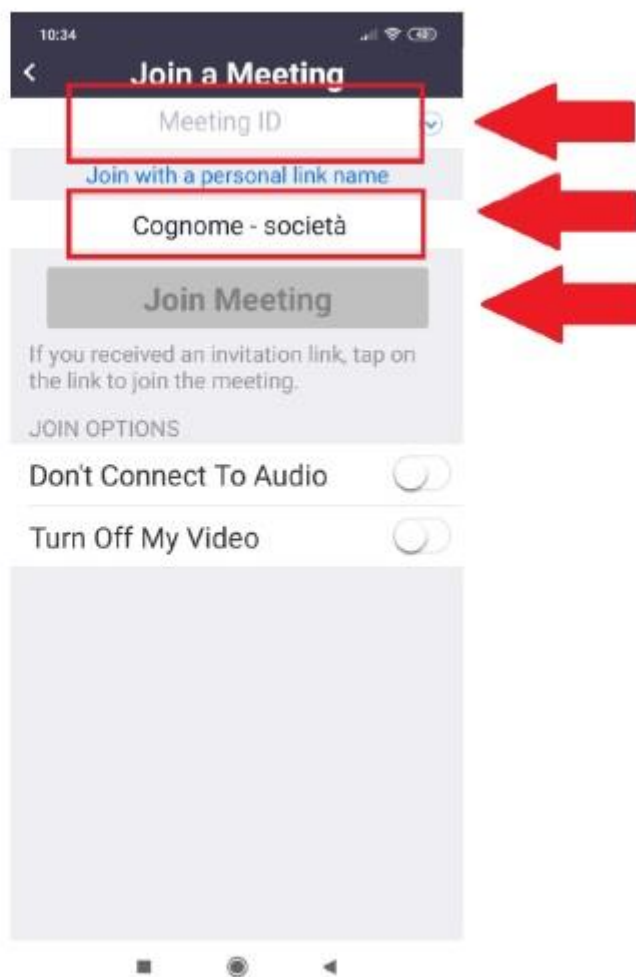 10:34
48
Join a Meeting
Meeting ID
Join with a personal link name
Cognome - società
Join Meeting
If you received an invitation link, tap on
the link to join the meeting.
JOIN OPTIONS
Don't Connect To Audio
Turn Off My Video